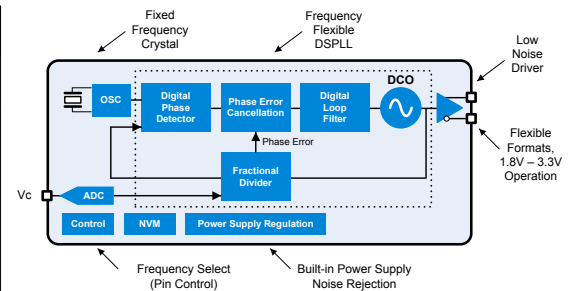 Fixed
Frequency
Crystal
Frequency
Flexible
DSPLL
Low
Noise
Driver
OSC
Digital
Phase
Detector
Phase Error
Cancellation
Digital
Loop
Filter
DCO
Phase Error
Fractional
Divider
Flexible
Formats,
1.8V – 3.3V
Operation
Vc
ADC
Control
NVM
Power Supply Regulation
Frequency Select
(Pin Control)
Built-in Power Supply
Noise Rejection